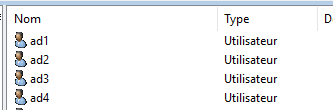 Nom Type D
ad1 Utilisateur
ad2 Utilisateur
ad3 Utilisateur
ad4 Utilisateur